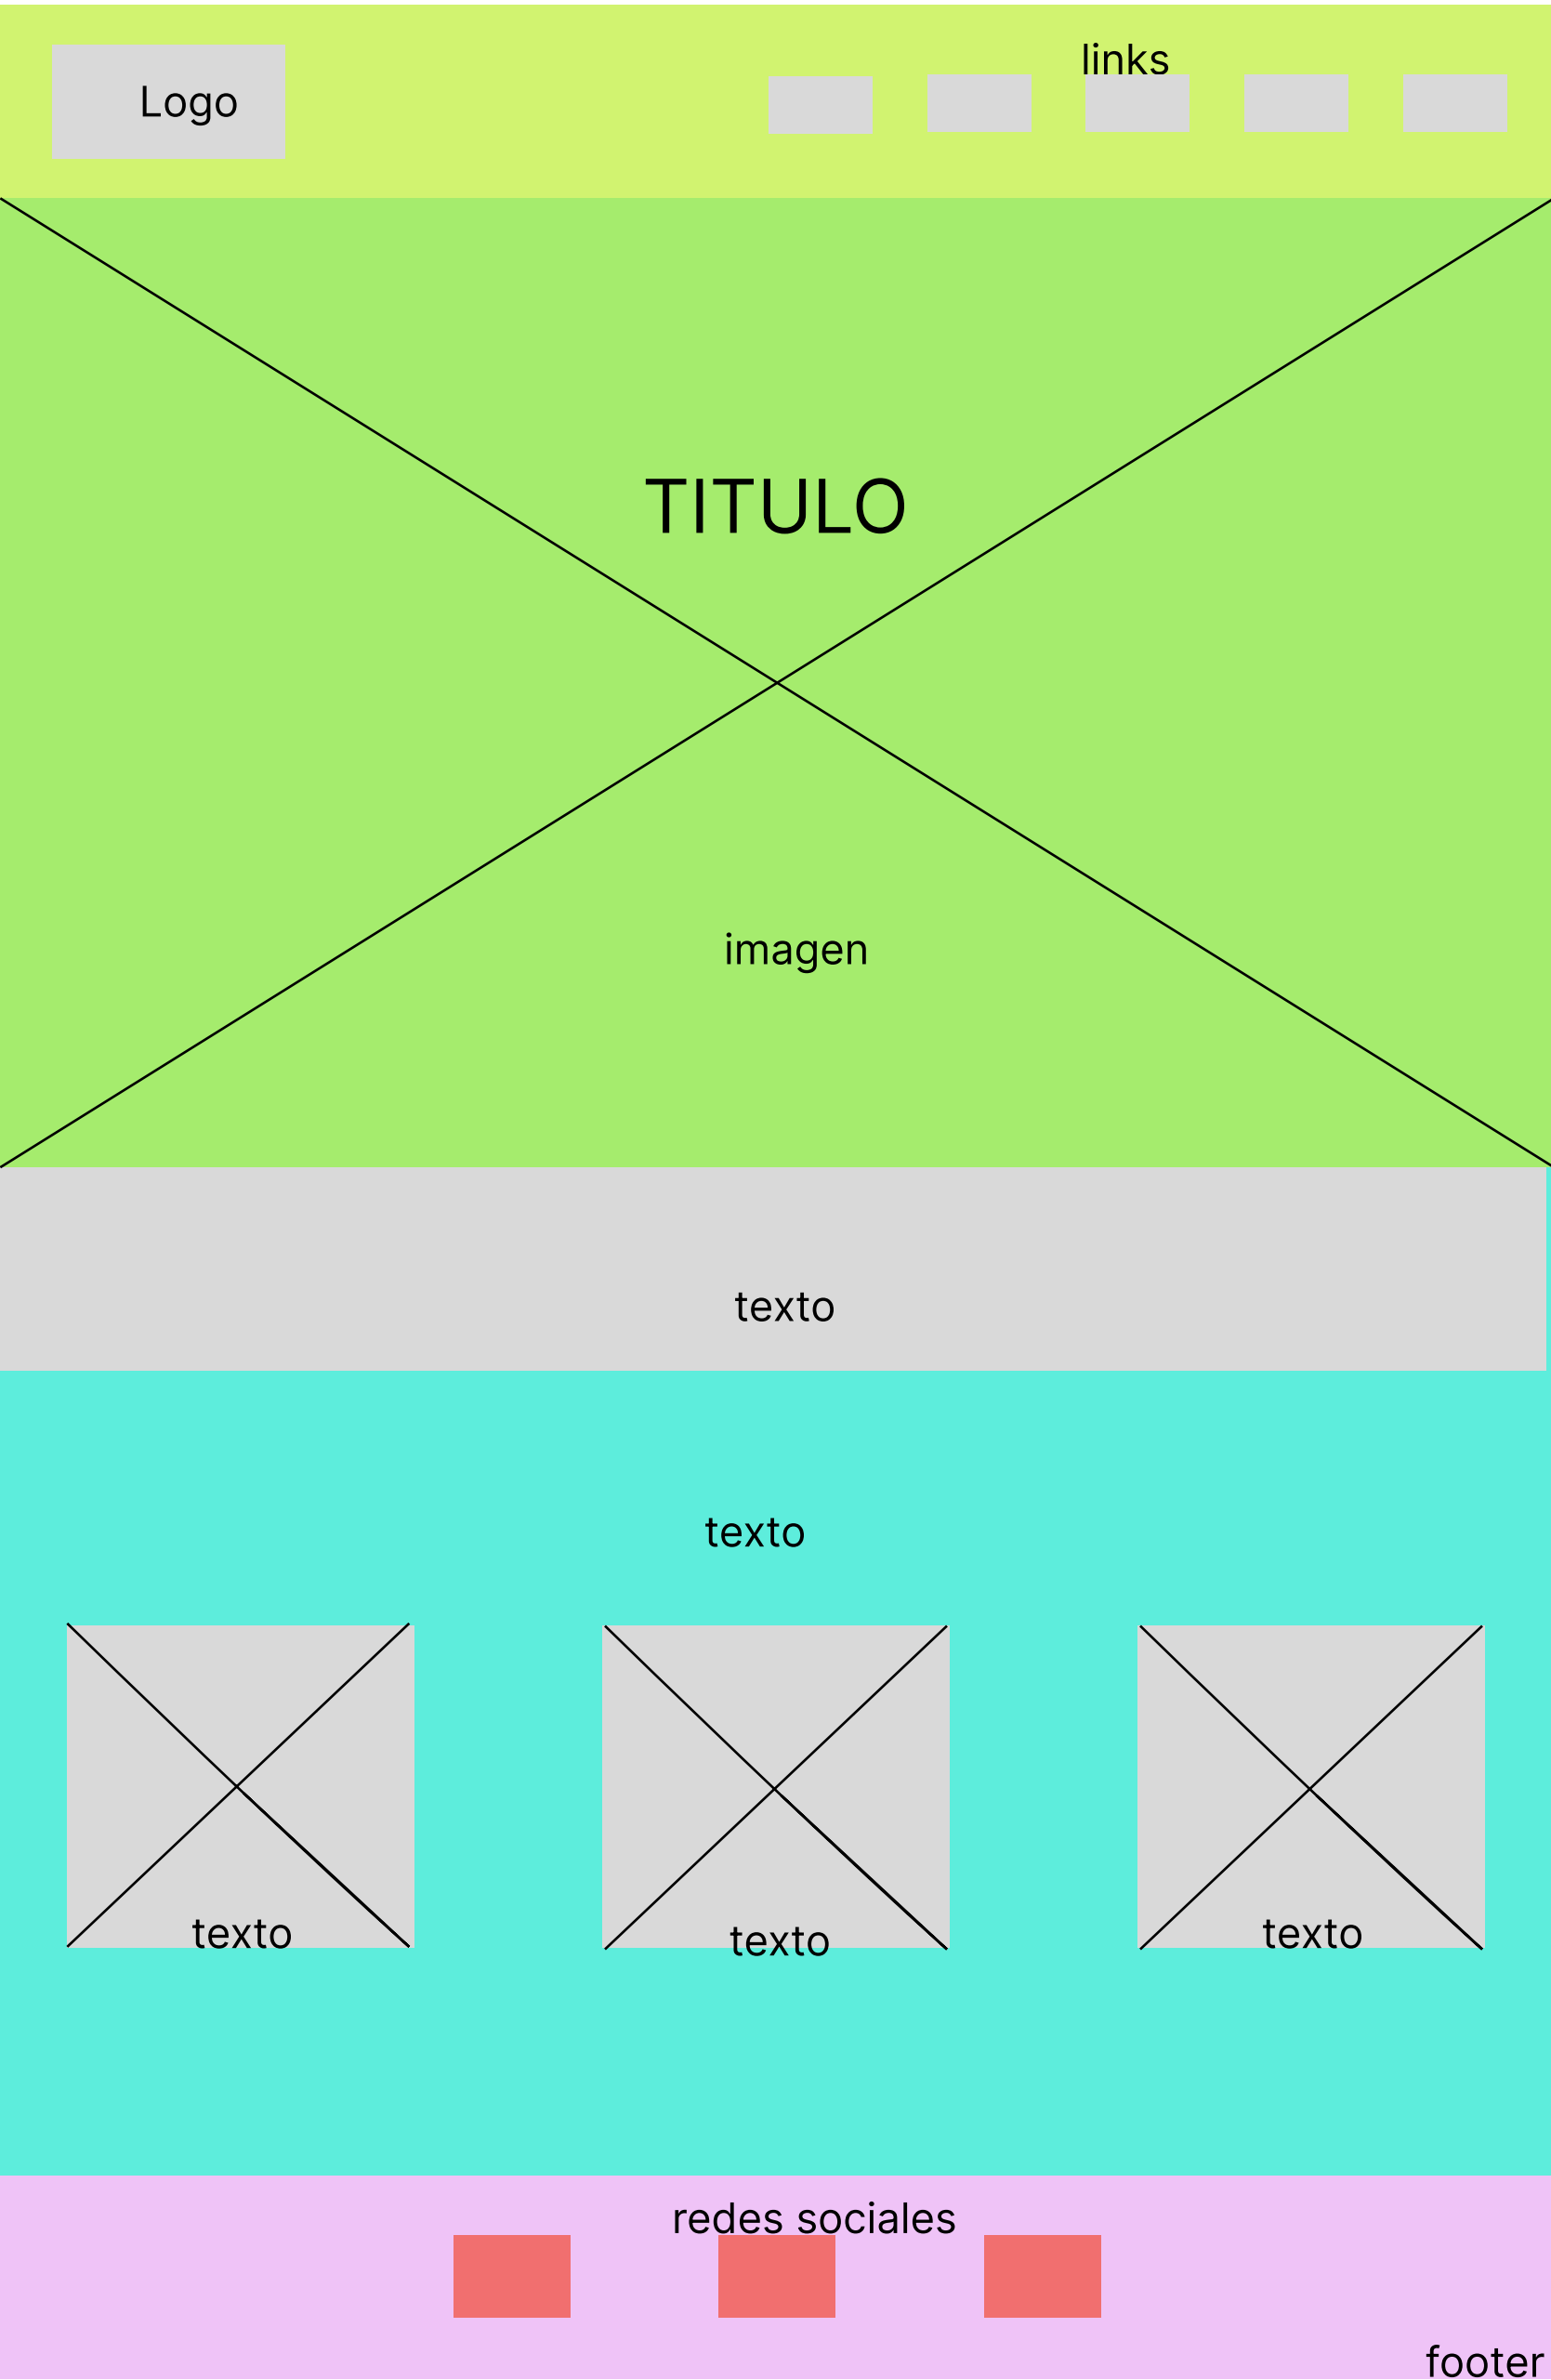 links
Logo
TITULO
imagen
texto
texto
texto
texto
texto
redes sociales
footer